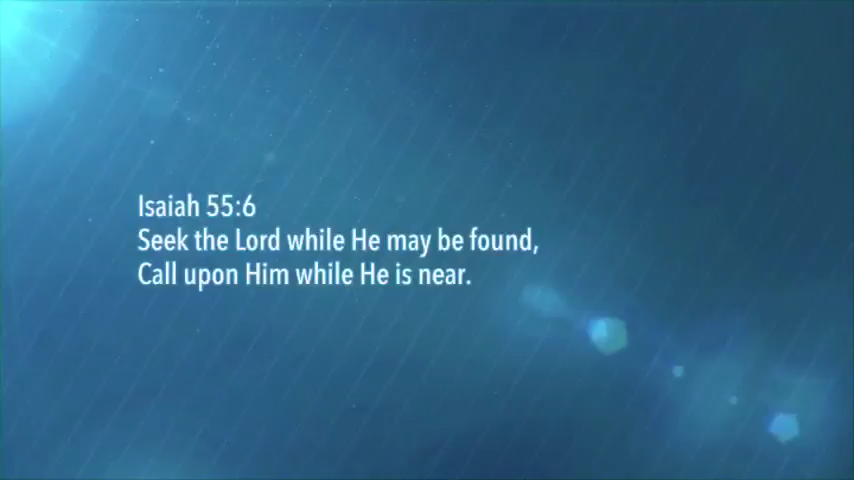 Isaiah 55:6
Seek the Lord while He may be found,
Call upon Him while He is near.